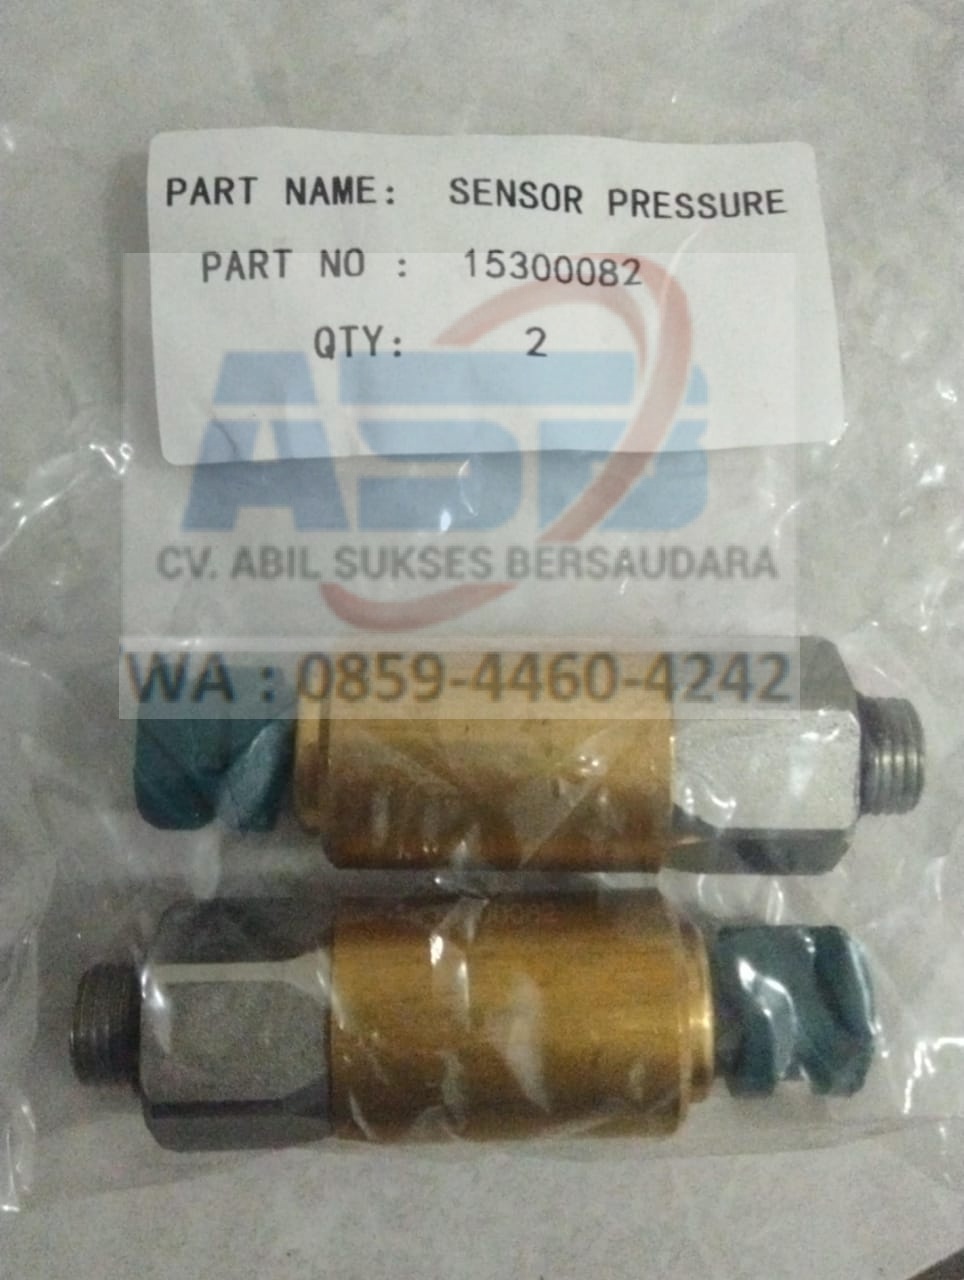 PART NAME: SENSOR PRESSURE
PART NO : 15300082
QTY: 2
ASB
CV. ABIL SUKSES BERSAUDARA
WA : 0859-4460-4242